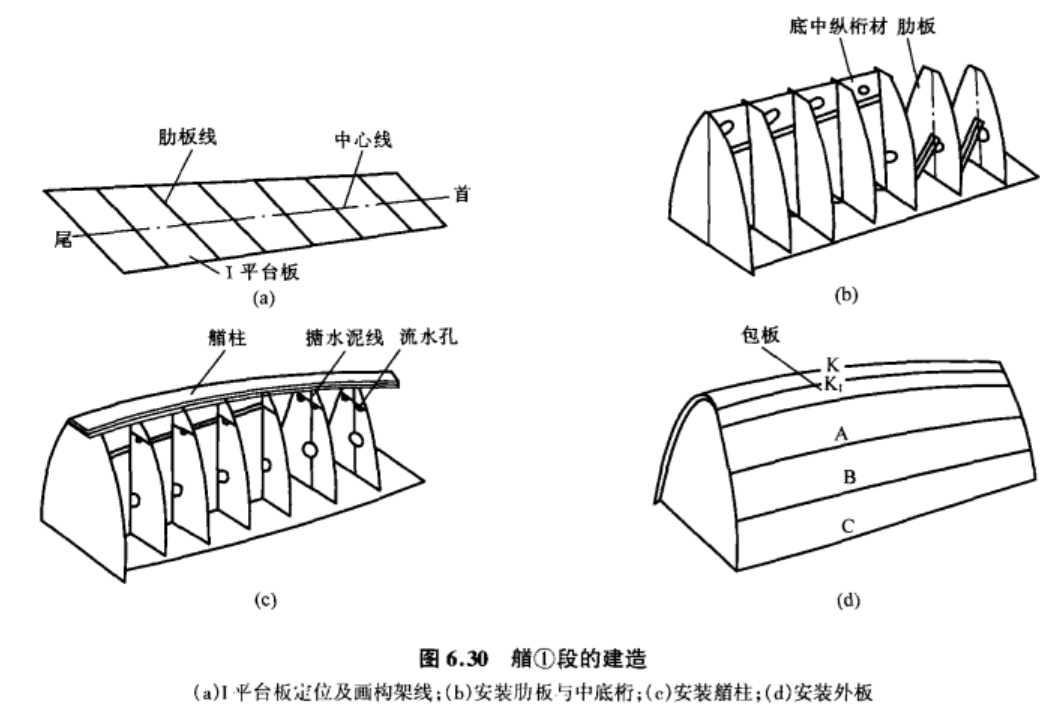 肋板线
中心线
首
尾
I 平台板
(a)
底中纵桁材 肋板
(b)
艏柱
搪水泥线
流水孔
(c)
包板
K
K₁
A
B
C
(d)
图 6.30 艏①段的建造
(a)I 平台板定位及画构架线;(b)安装肋板与中底桁;(c)安装艏柱;(d)安装外板